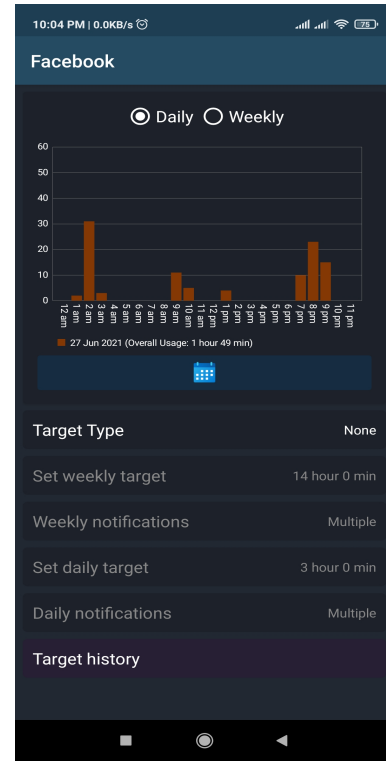 10:04 PM | 0.0KB/s 75
Facebook
Daily Weekly
60
50
40
30
20
10
0
12 am 1 am 2 am 3 am 4 am 5 am 6 am 7 am 8 am 9 am 10 am 11 am 12 pm 1 pm 2 pm 3 pm 4 pm 5 pm 6 pm 7 pm 8 pm 9 pm 10 pm 11 pm
27 Jun 2021 (Overall Usage: 1 hour 49 min)
Target Type None
Set weekly target 14 hour 0 min
Weekly notifications Multiple
Set daily target 3 hour 0 min
Daily notifications Multiple
Target history